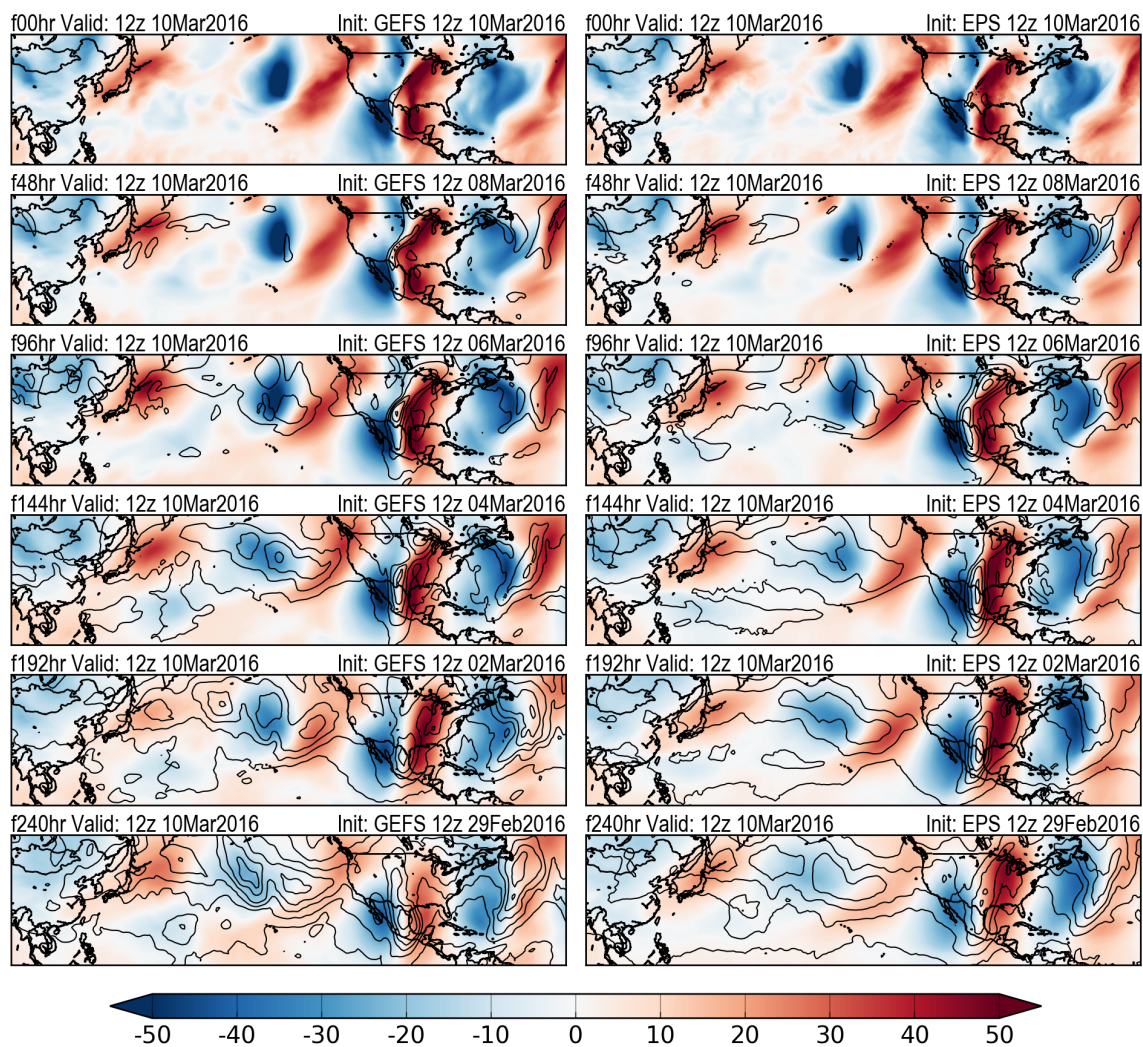 f00hr Valid: 12z 10Mar2016 Init: GEFS 12z 10Mar2016
f00hr Valid: 12z 10Mar2016 Init: EPS 12z 10Mar2016
f48hr Valid: 12z 10Mar2016 Init: GEFS 12z 08Mar2016
f48hr Valid: 12z 10Mar2016 Init: EPS 12z 08Mar2016
f96hr Valid: 12z 10Mar2016 Init: GEFS 12z 06Mar2016
f96hr Valid: 12z 10Mar2016 Init: EPS 12z 06Mar2016
f144hr Valid: 12z 10Mar2016 Init: GEFS 12z 04Mar2016
f144hr Valid: 12z 10Mar2016 Init: EPS 12z 04Mar2016
f192hr Valid: 12z 10Mar2016 Init: GEFS 12z 02Mar2016
f192hr Valid: 12z 10Mar2016 Init: EPS 12z 02Mar2016
f240hr Valid: 12z 10Mar2016 Init: GEFS 12z 29Feb2016
f240hr Valid: 12z 10Mar2016 Init: EPS 12z 29Feb2016
-50 -40 -30 -20 -10 0 10 20 30 40 50